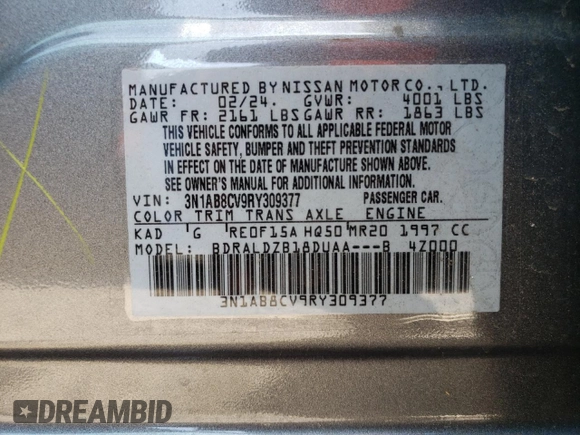 MANUFACTURED BY NISSAN MOTOR CO., LTD.
DATE: 02/24. GVWR: 4001 LBS
GAWR FR: 2161 LBS GAWR RR: 1863 LBS
THIS VEHICLE CONFORMS TO ALL APPLICABLE FEDERAL MOTOR
VEHICLE SAFETY, BUMPER AND THEFT PREVENTION STANDARDS
IN EFFECT ON THE DATE OF MANUFACTURE SHOWN ABOVE.
SEE OWNER'S MANUAL FOR ADDITIONAL INFORMATION.
VIN: 3N1AB8CV9RY309377 PASSENGER CAR.
COLOR TRIM TRANS AXLE ENGINE
KAD G RE0F15A HQ50 MR20 1997 CC
MODEL: BDRALDZB18DUAA---B 4Z000
3N1AB8CV9RY309377
DREAMBID